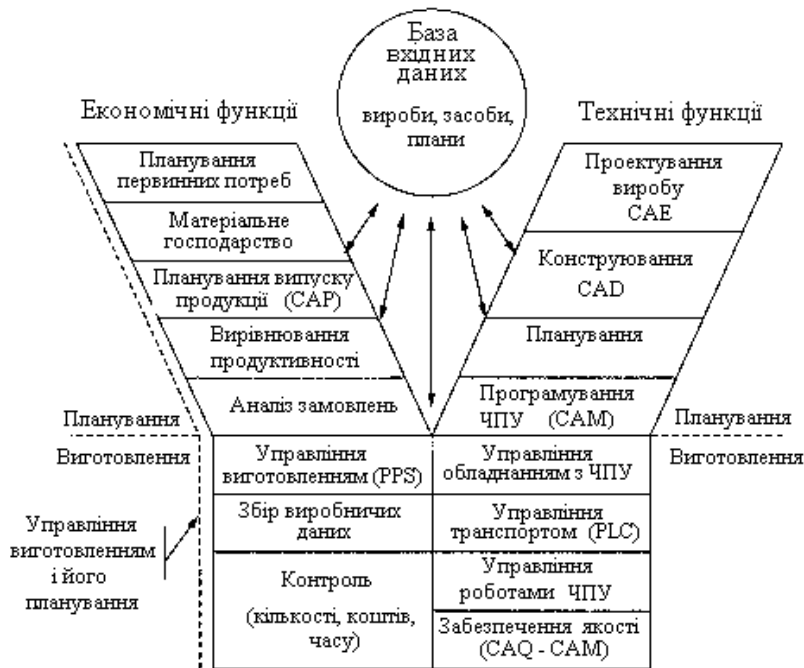 База
вхідних
даних
вироби, засоби,
плани
Економічні функції
Технічні функції
Планування
первинних потреб
Матеріальне
господарство
Планування випуску
продукції (CAP)
Вирівнювання
продуктивності
Аналіз замовлень
Проектування
виробу
CAE
Конструювання
CAD
Планування
Програмування
ЧПУ (CAM)
Планування
Виготовлення
Планування
Виготовлення
Управління
виготовленням (PPS)
Збір виробничих
даних
Контроль
(кількості, коштів,
часу)
Управління
обладнанням з ЧПУ
Управління
транспортом (PLC)
Управління
роботами ЧПУ
Забезпечення якості
(CAQ - CAM)
Управління
виготовленням
і його
планування